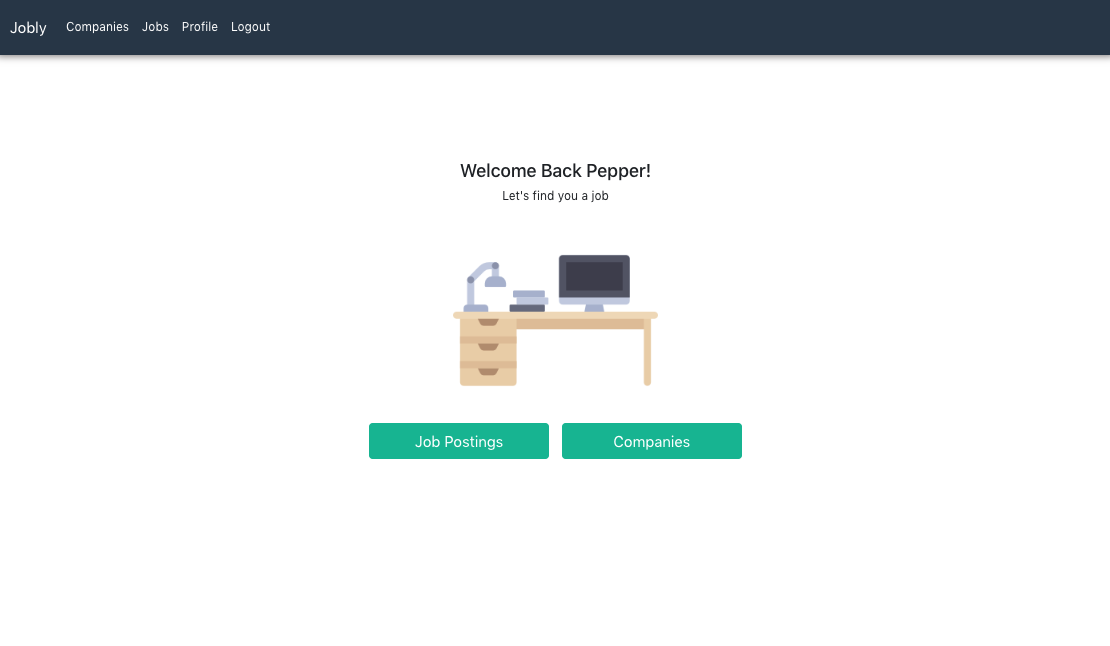 Jobly Companies Jobs Profile Logout
Welcome Back Pepper!
Let's find you a job
Job Postings Companies